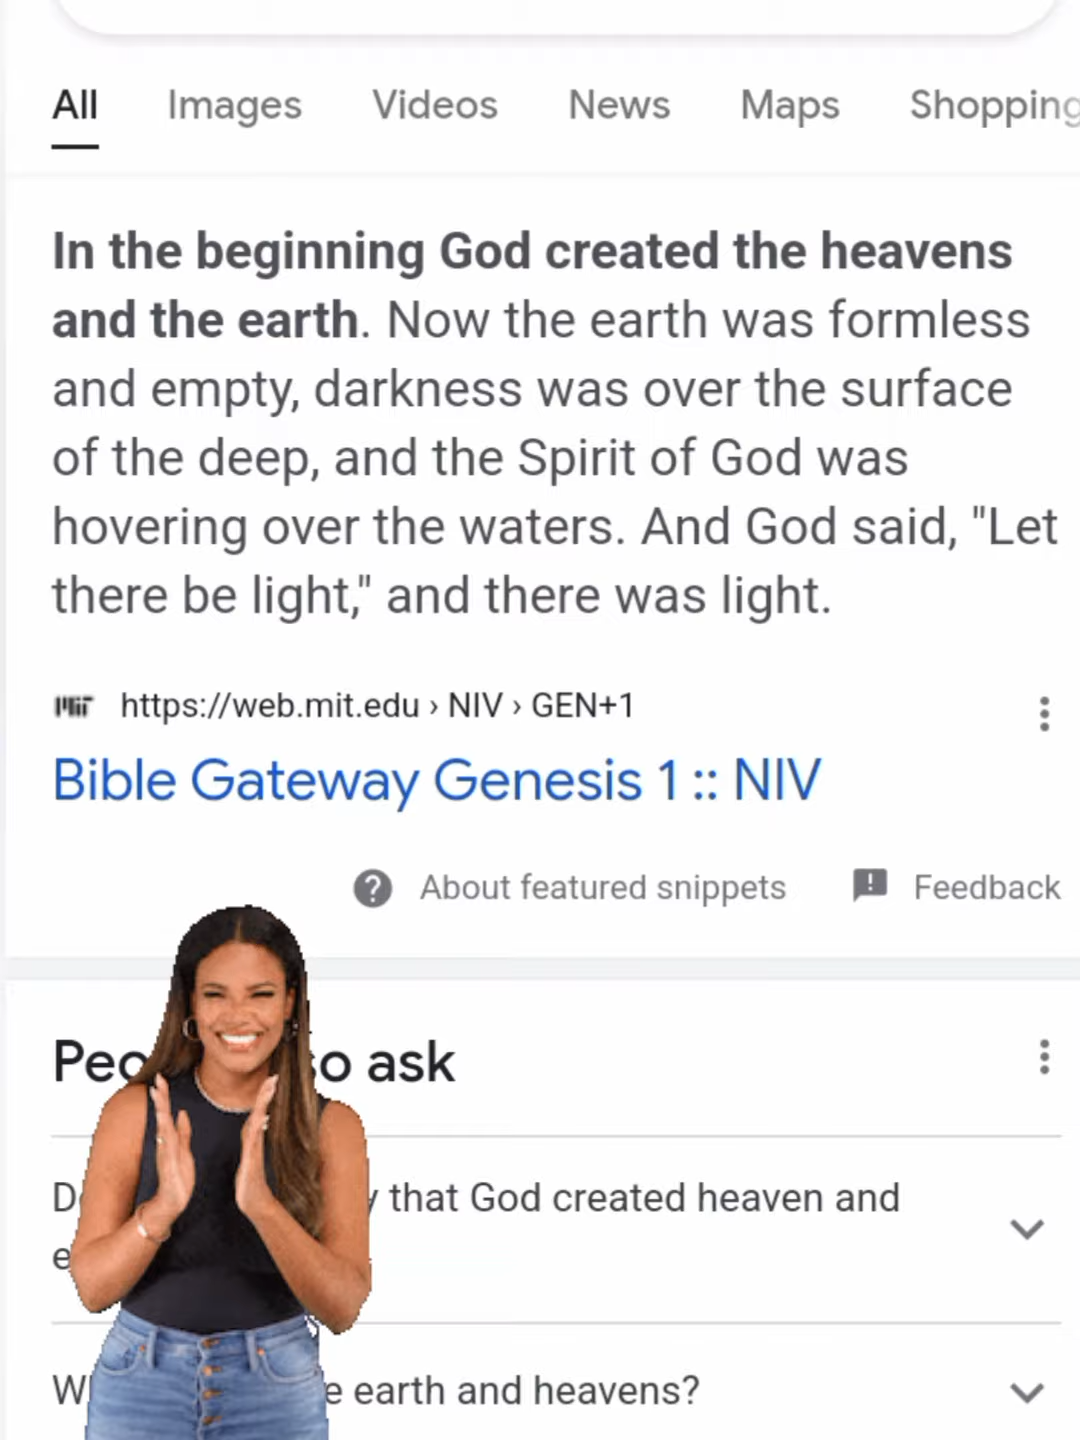 All Images Videos News Maps Shopping
In the beginning God created the heavens
and the earth. Now the earth was formless
and empty, darkness was over the surface
of the deep, and the Spirit of God was
hovering over the waters. And God said, "Let
there be light," and there was light.
MIT https://web.mit.edu › NIV › GEN+1
Bible Gateway Genesis 1 :: NIV
About featured snippets Feedback
ask
that God created heaven and
earth and heavens?